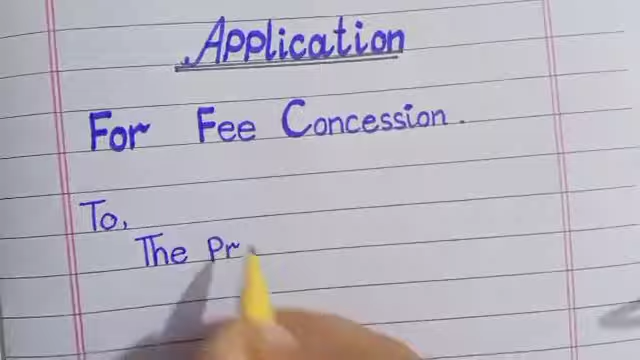 Application
For Fee Concession.
To,
The Pr